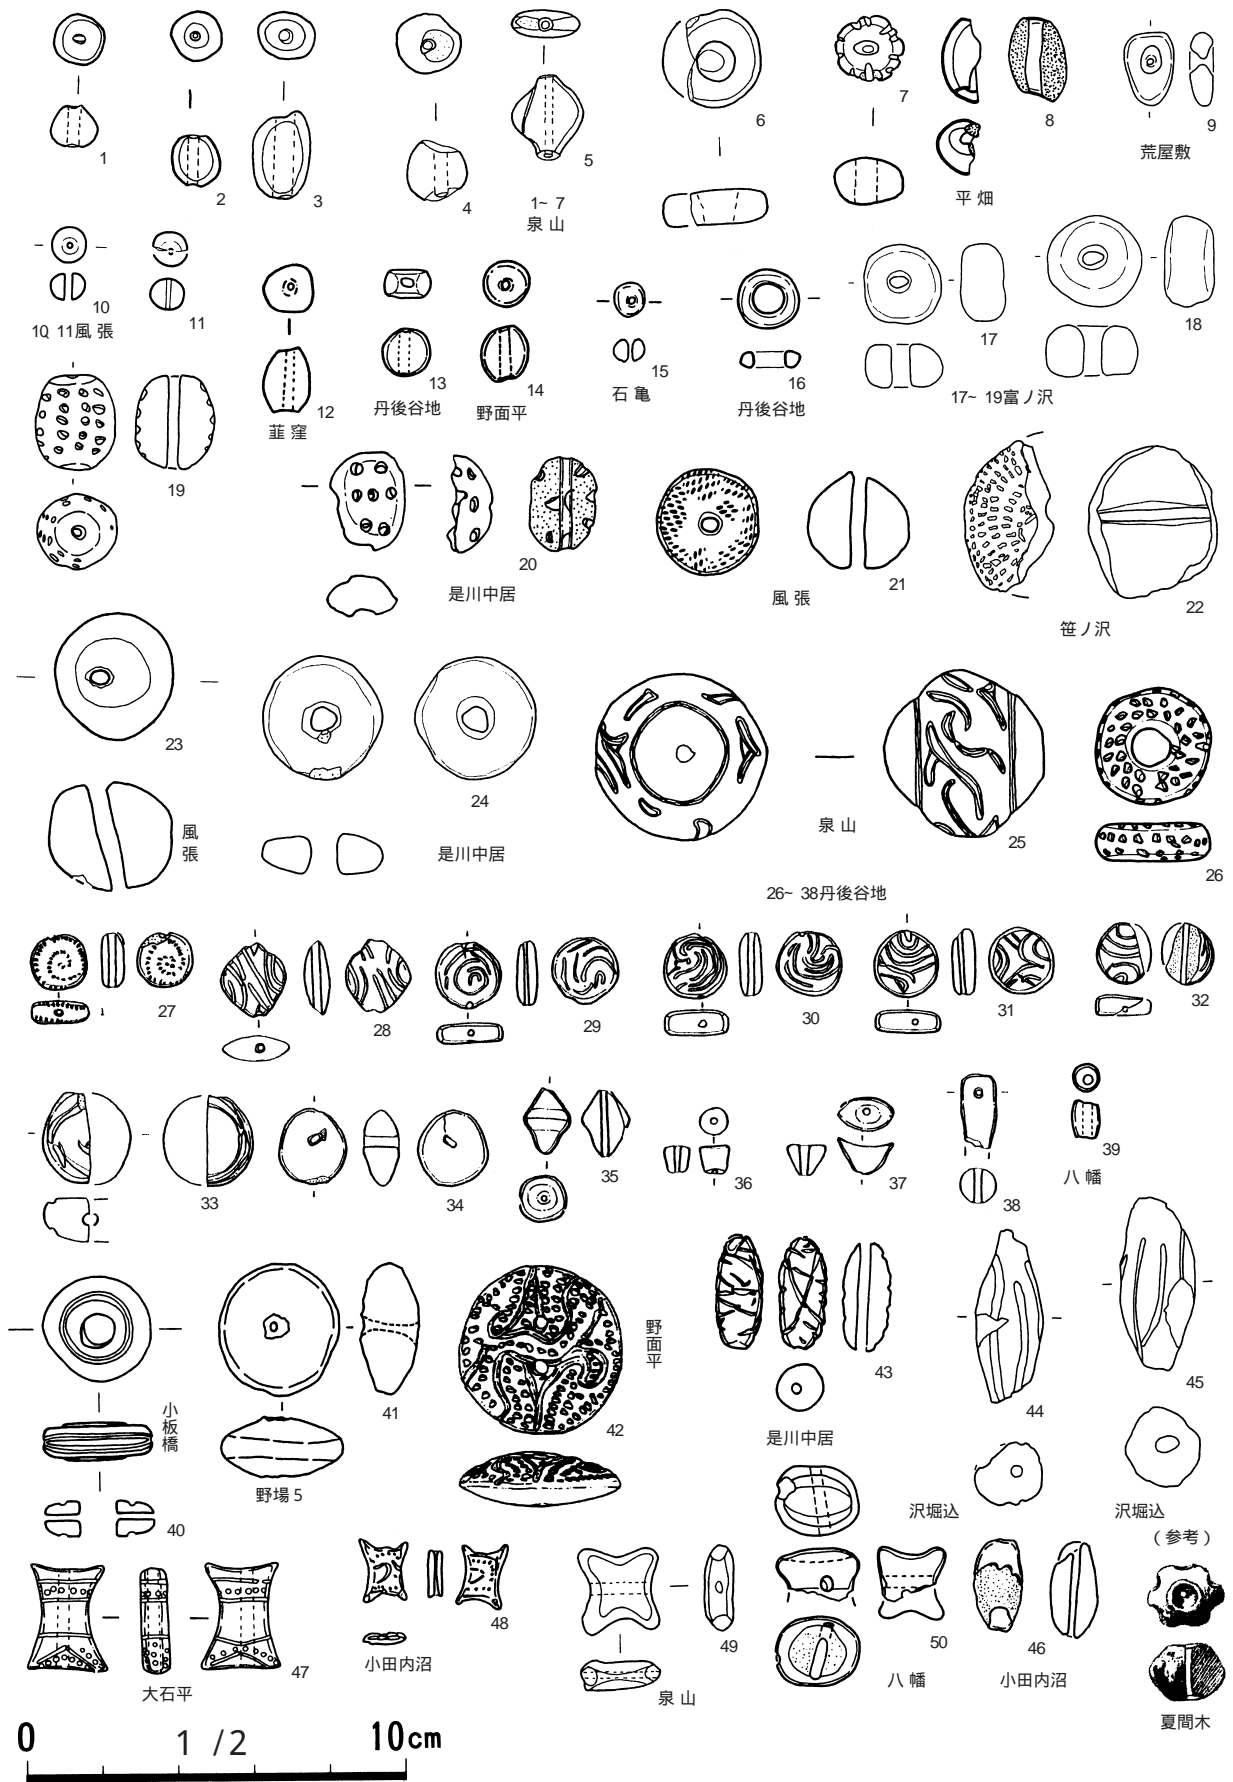 1
2
3
4
5
1~ 7
泉 山
6
7
8
平 畑
9
荒屋敷
10
10, 11風 張
11
12
韮 窪
13
丹後谷地
14
野面平
15
石 亀
16
丹後谷地
17
18
17~ 19富ノ沢
19
20
是川中居
21
風 張
22
笹ノ沢
23
風張
24
是川中居
25
泉 山
26
26~ 38丹後谷地
27
28
29
30
31
32
33
34
35
36
37
38
39
八 幡
40
小板橋
41
野場 5
42
野面平
43
是川中居
44
沢堀込
45
沢堀込
(参考)
46
小田内沼
47
大石平
48
小田内沼
49
泉 山
50
八 幡
夏間木
0 1 /2 10cm